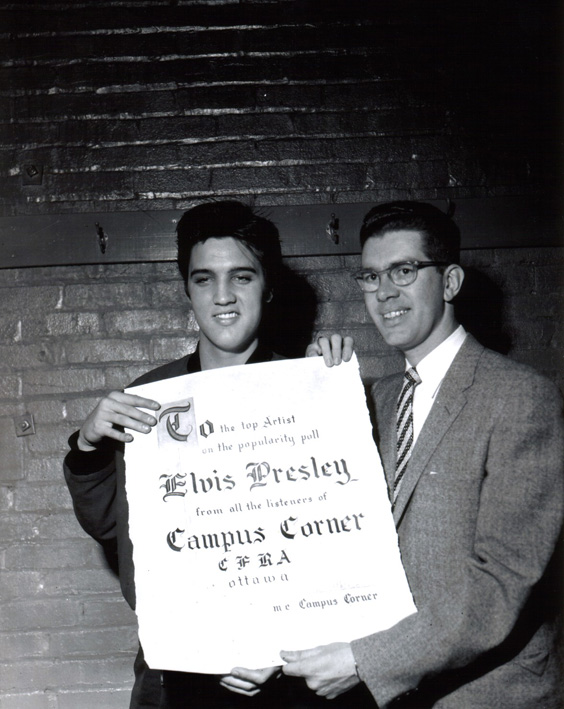 To the top Artist
on the popularity poll
Elvis Presley
from all the listeners of
Campus Corner
CFRA
ottawa
m c Campus Corner